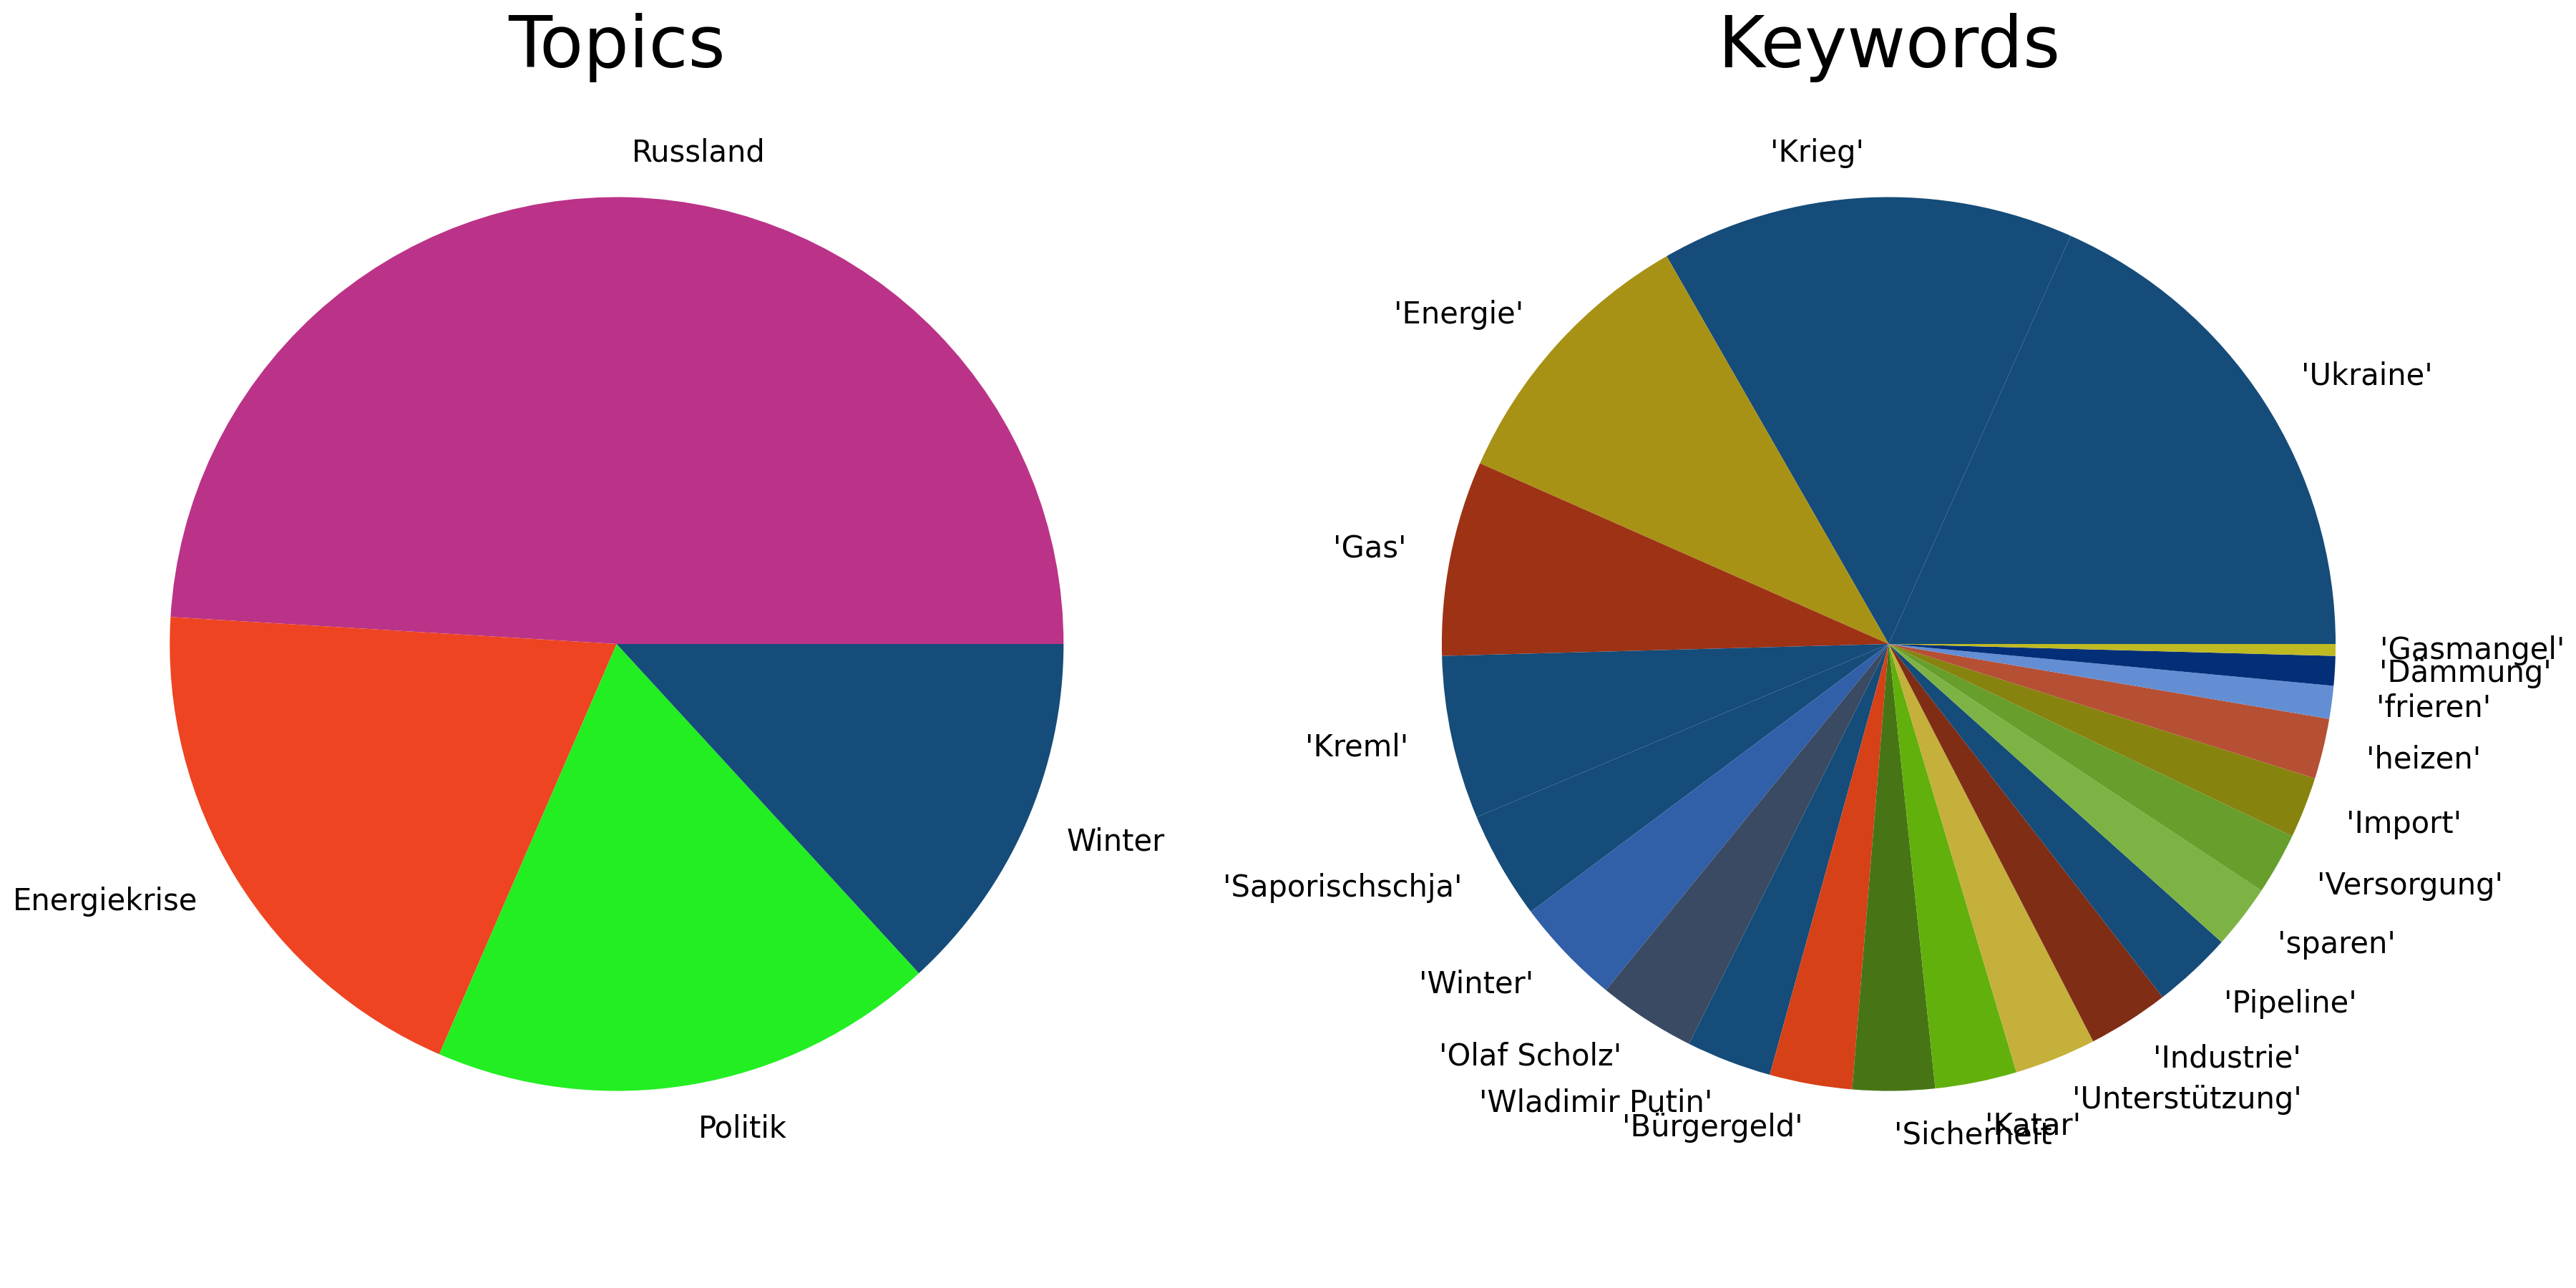 Topics
Russland
Energiekrise
Politik
Winter
Keywords
'Ukraine'
'Krieg'
'Energie'
'Gas'
'Kreml'
'Saporischschja'
'Winter'
'Olaf Scholz'
'Wladimir Putin'
'Bürgergeld'
'Sicherheit'
'Katar'
'Unterstützung'
'Industrie'
'Pipeline'
'sparen'
'Versorgung'
'Import'
'heizen'
'frieren'
'Dämmung'
'Gasmangel'